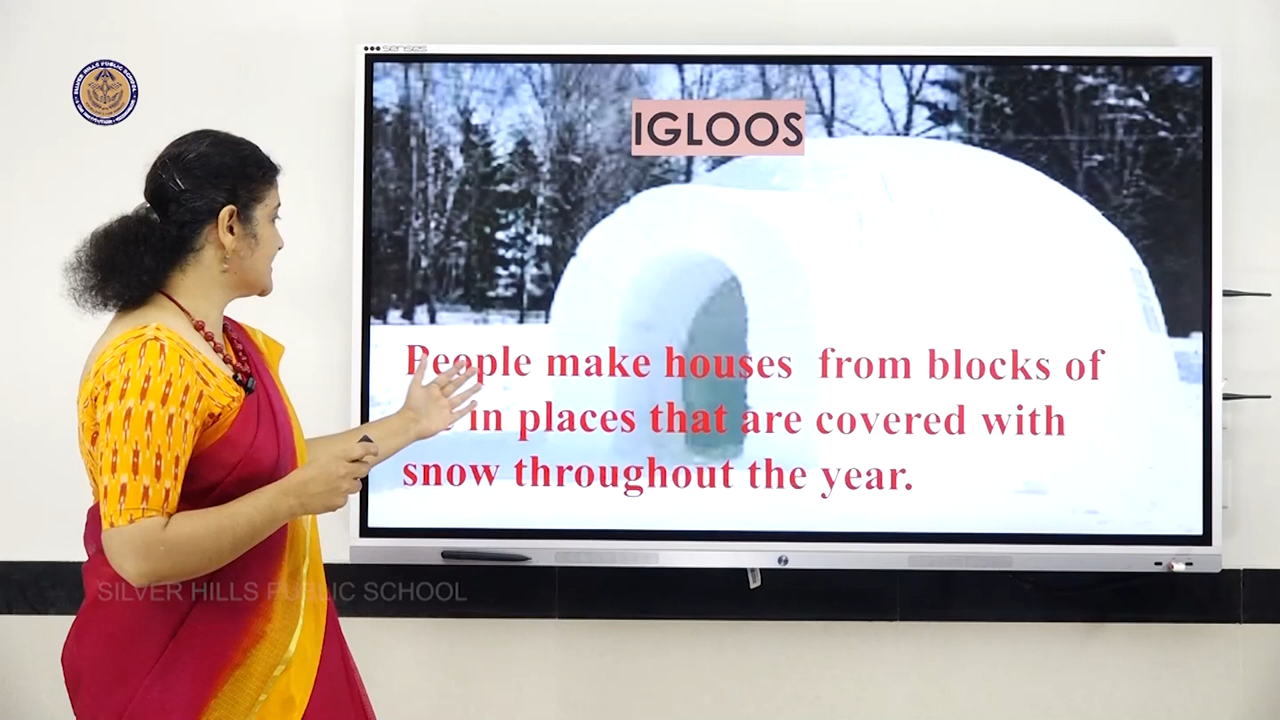 senses
IGLOOS
People make houses from blocks of
in places that are covered with
snow throughout the year.
SILVER HILLS PUBLIC SCHOOL